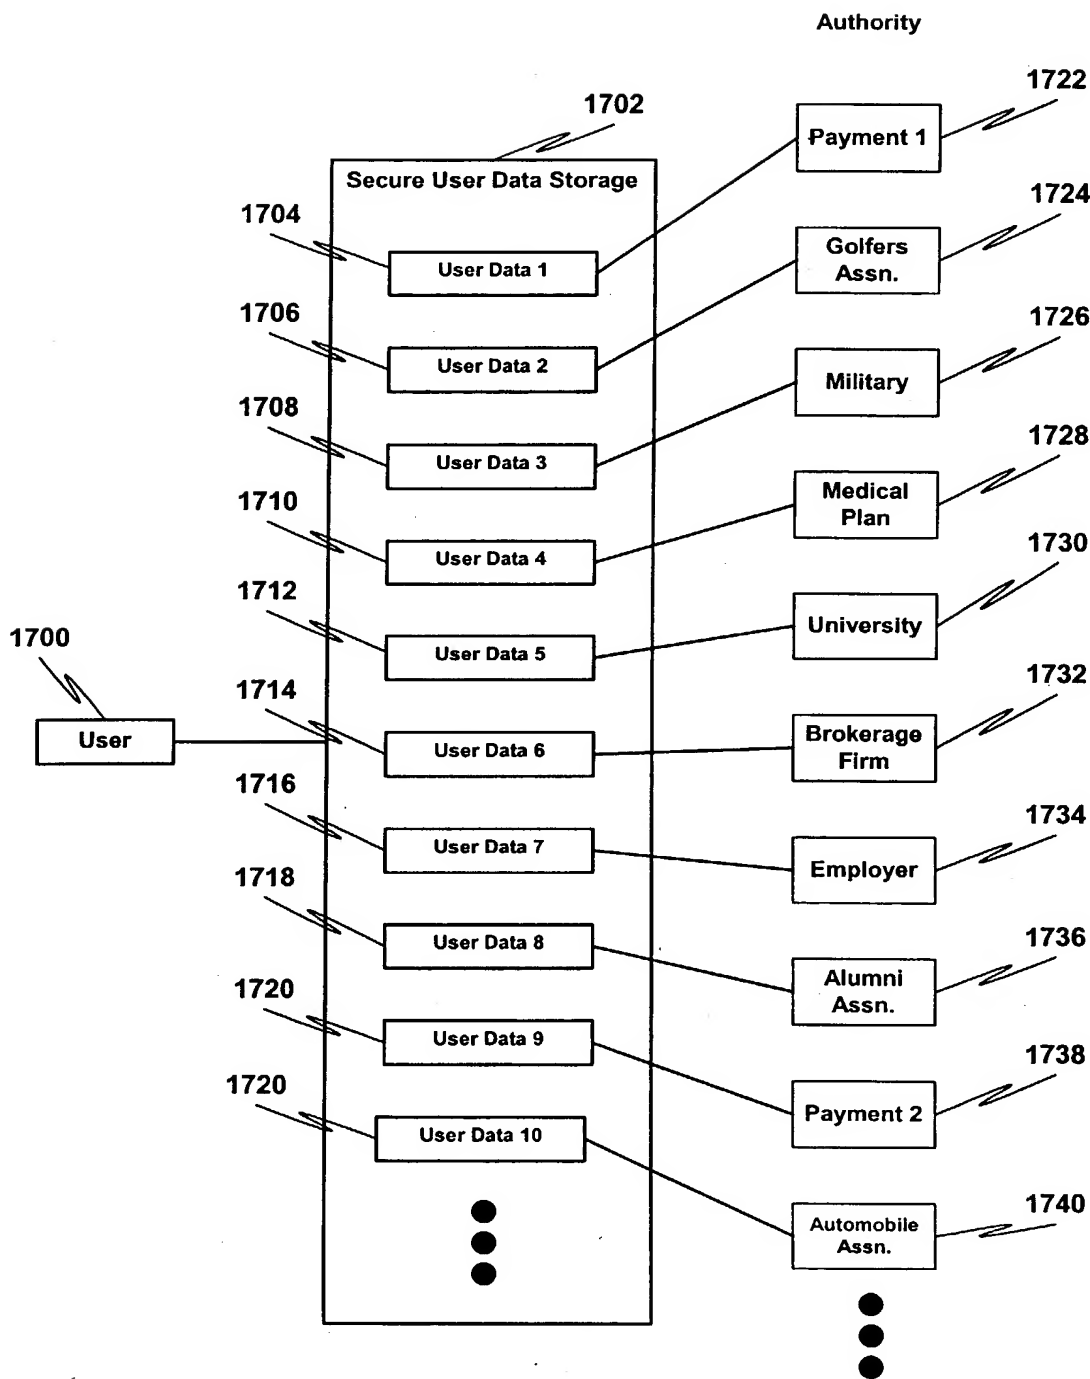 Authority
1722
1702
Payment 1
Secure User Data Storage
1704
1724
User Data 1
Golfers
Assn.
1706
1726
User Data 2
Military
1708
1728
User Data 3
Medical
Plan
1710
1730
User Data 4
University
1712
User Data 5
1700
1714
1732
User
User Data 6
Brokerage
Firm
1716
1734
User Data 7
Employer
1718
1736
User Data 8
Alumni
Assn.
1720
1738
User Data 9
Payment 2
1720
User Data 10
1740
Automobile
Assn.